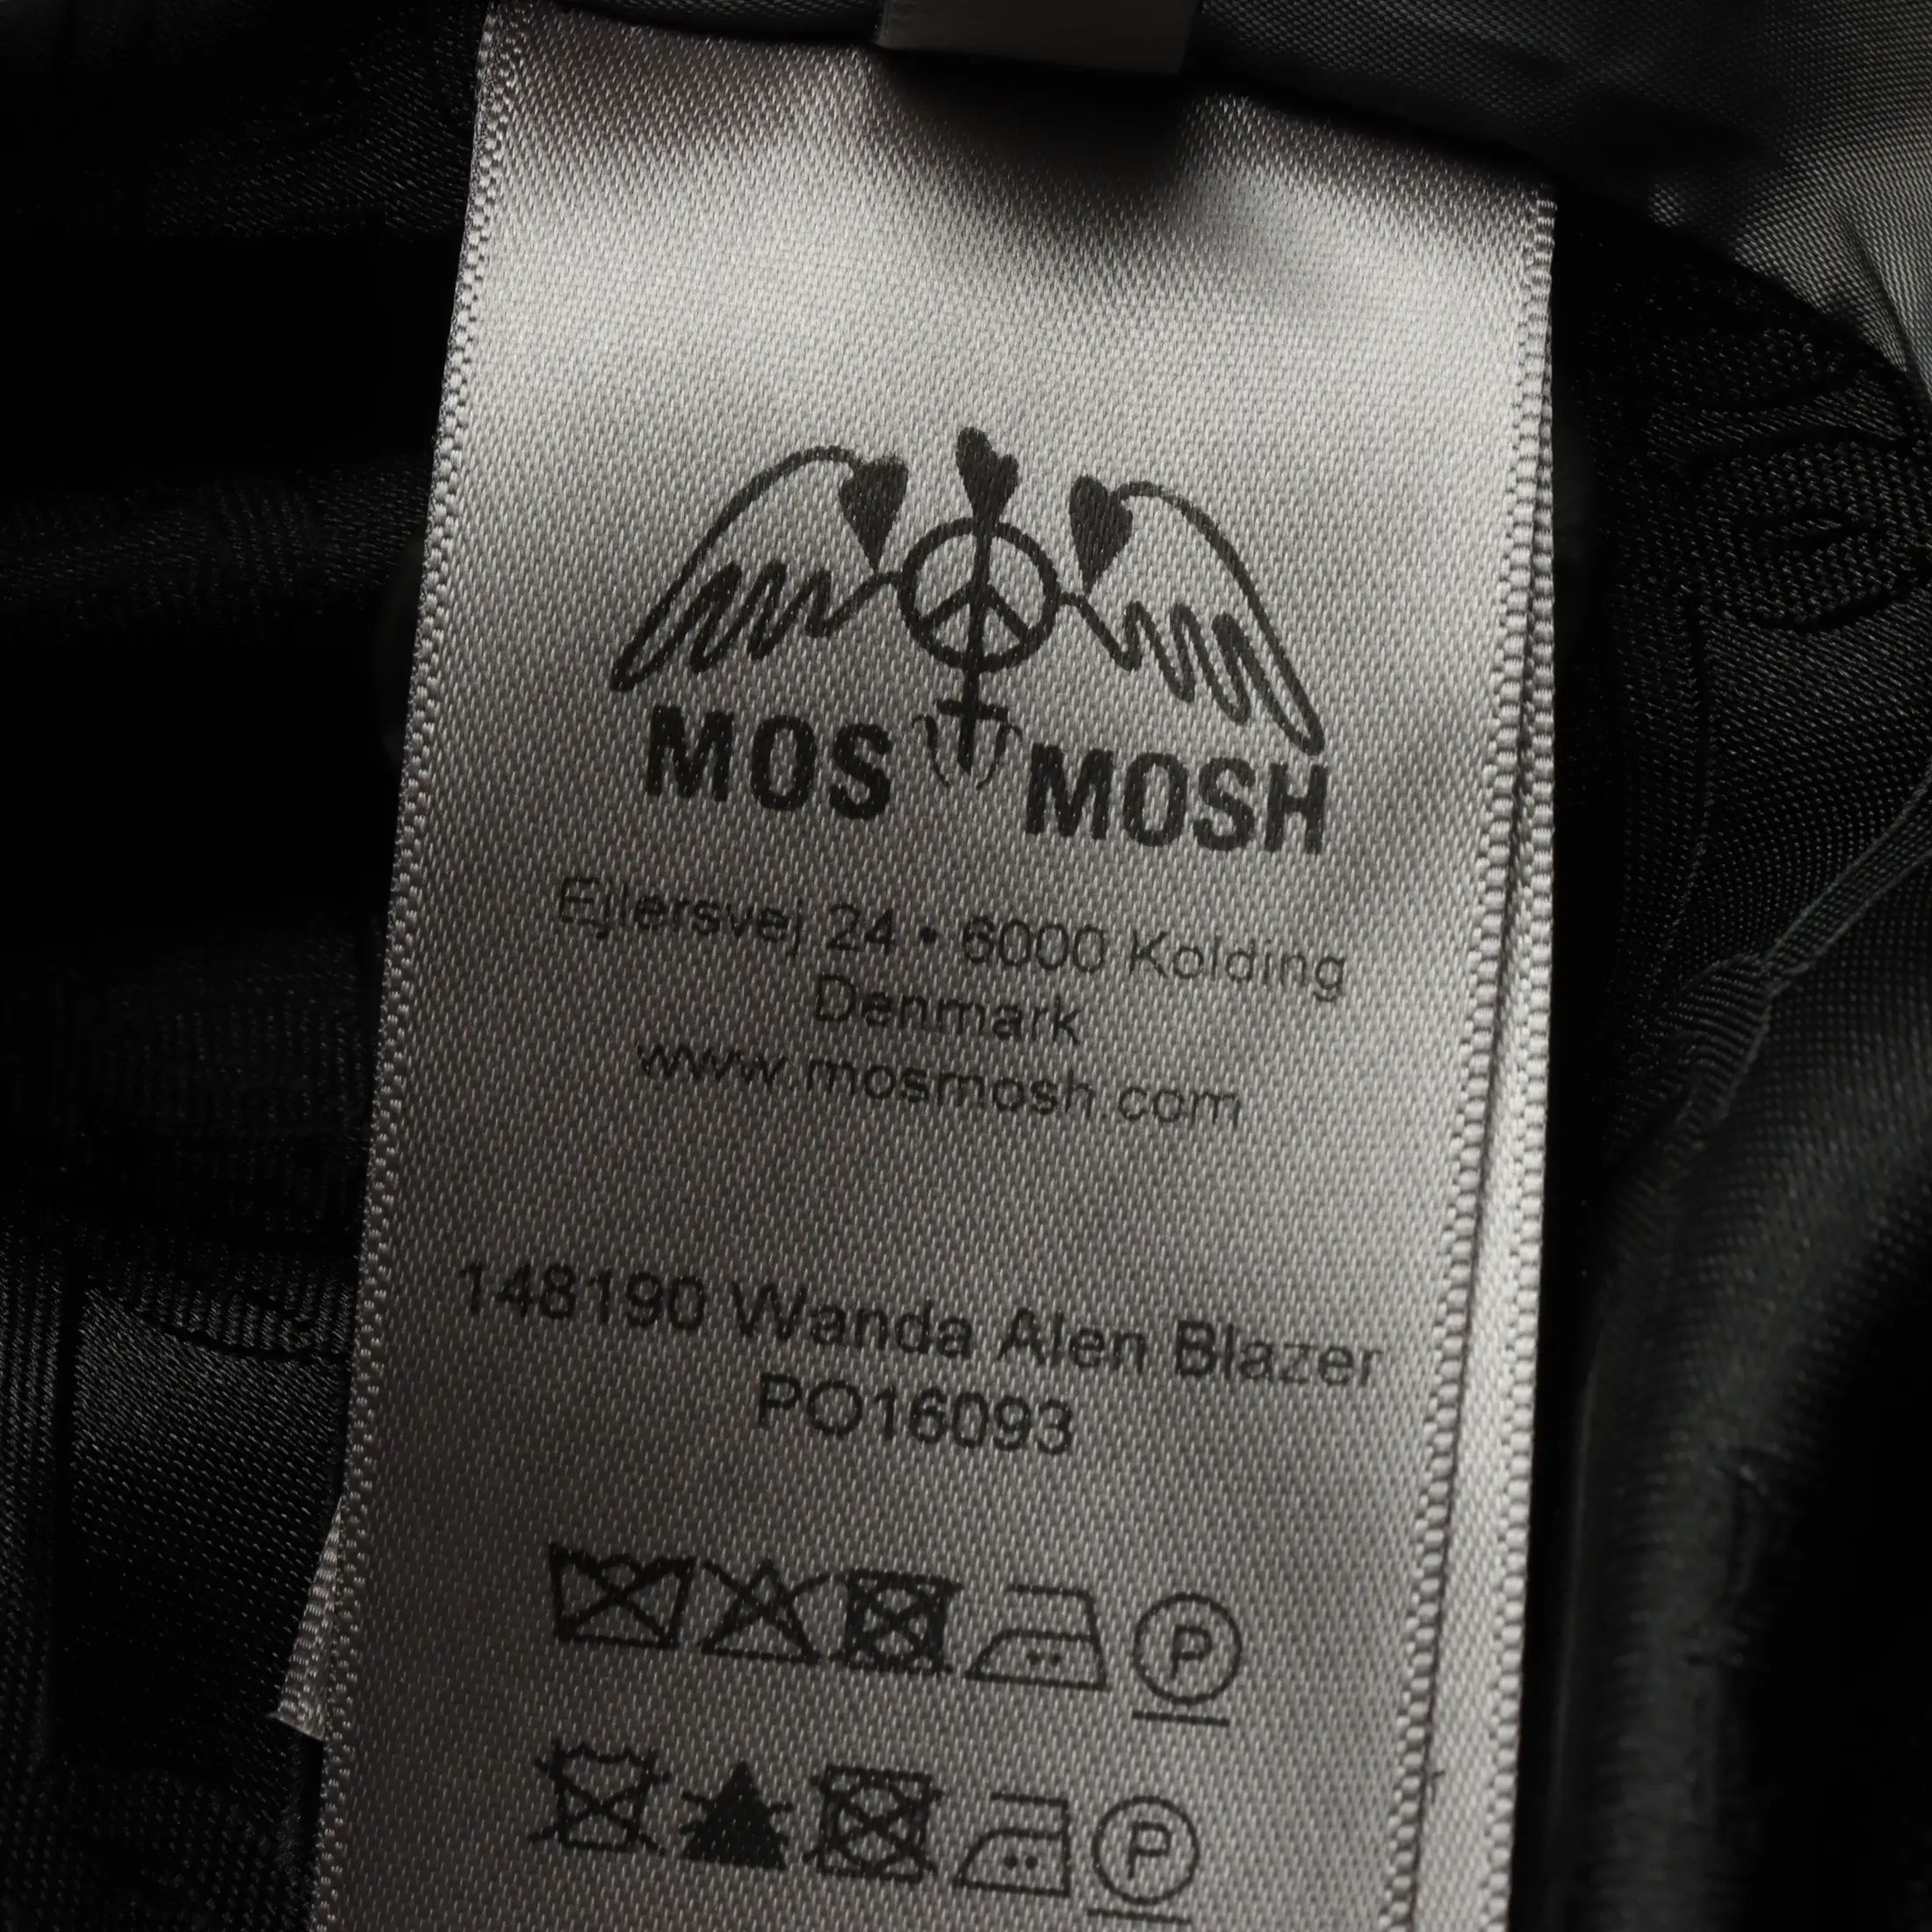 MOS MOSH
Ejlersvej 24 • 6000 Kolding
Denmark
www.mosmosh.com
148190 Wanda Alen Blazer
PO16093
P
P